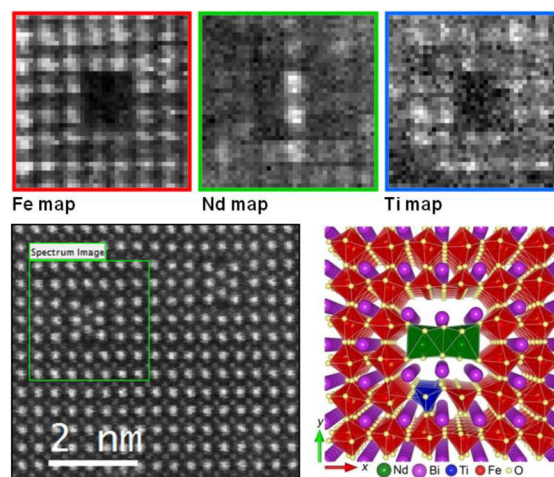 Fe map
Nd map
Ti map
Spectrum Image
2 nm
y
x
Nd Bi Ti Fe O